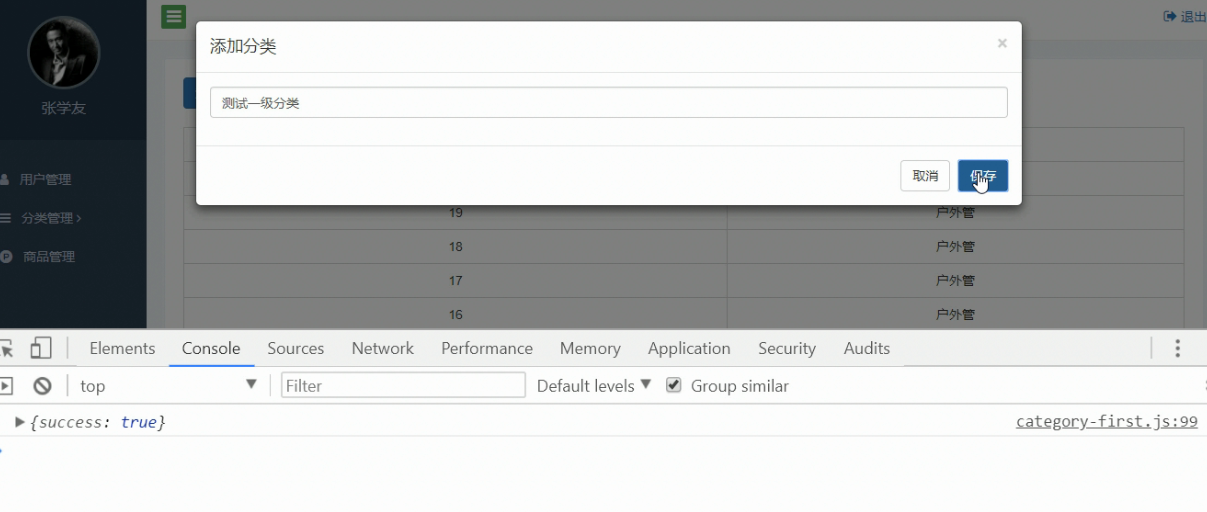 退出
添加分类
×
张学友
测试一级分类
取消 保存
用户管理
分类管理
商品管理
19 户外管
18 户外管
17 户外管
16 户外管
Elements Console Sources Network Performance Memory Application Security Audits
top Filter Default levels Group similar
{success: true} category-first.js:99